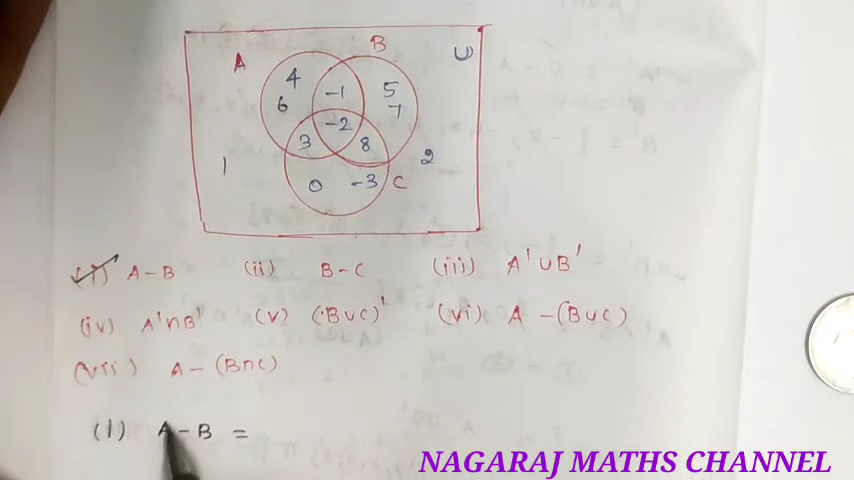 A B U
4 -1 5
6 7
-2
3 8
1 2
0 -3 C
(i) A-B (ii) B-C (iii) A'∪B'
(iv) A'∩B' (v) (B∪C)' (vi) A -(B∪C)
(vii) A-(B∩C)
(i) A-B =
NAGARAJ MATHS CHANNEL